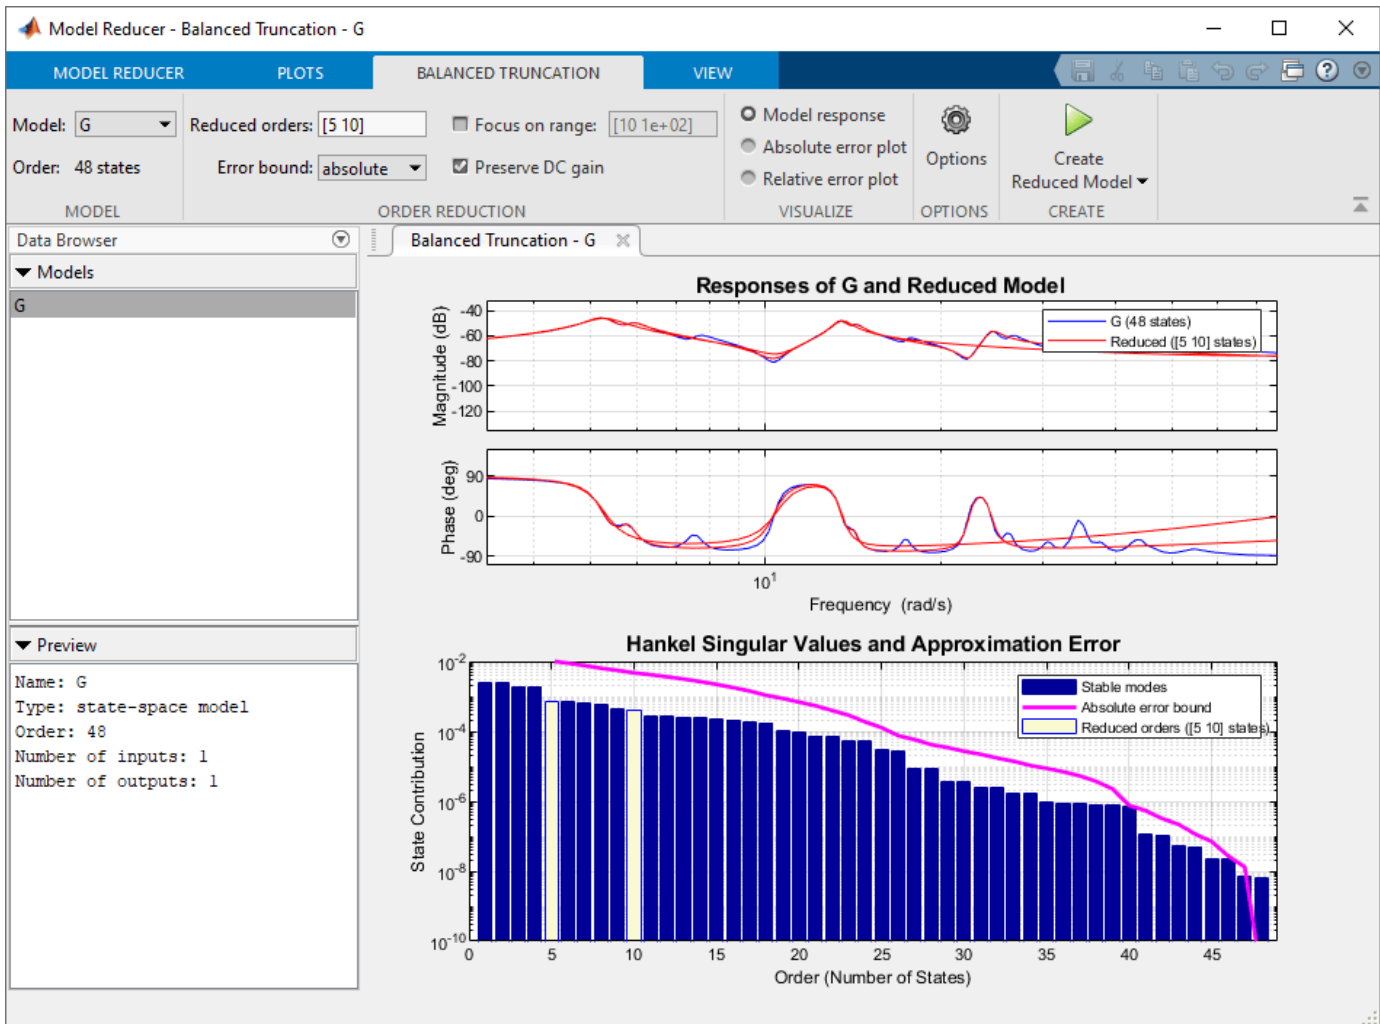 Model Reducer - Balanced Truncation - G
MODEL REDUCER PLOTS BALANCED TRUNCATION VIEW
Model: G Reduced orders: [5 10] Focus on range: [10 1e+02]
Order: 48 states Error bound: absolute Preserve DC gain
Model response
Absolute error plot
Relative error plot
Options
Create
Reduced Model
MODEL ORDER REDUCTION VISUALIZE OPTIONS CREATE
Data Browser
Models
G
Preview
Name: G
Type: state-space model
Order: 48
Number of inputs: 1
Number of outputs: 1
Balanced Truncation - G
Responses of G and Reduced Model
Magnitude (dB)
-40
-60
-80
-100
-120
G (48 states)
Reduced ([5 10] states)
Phase (deg)
90
0
-90
10^1
Frequency (rad/s)
Hankel Singular Values and Approximation Error
State Contribution
10^-2
10^-4
10^-6
10^-8
10^-10
Stable modes
Absolute error bound
Reduced orders ([5 10] states)
0 5 10 15 20 25 30 35 40 45
Order (Number of States)